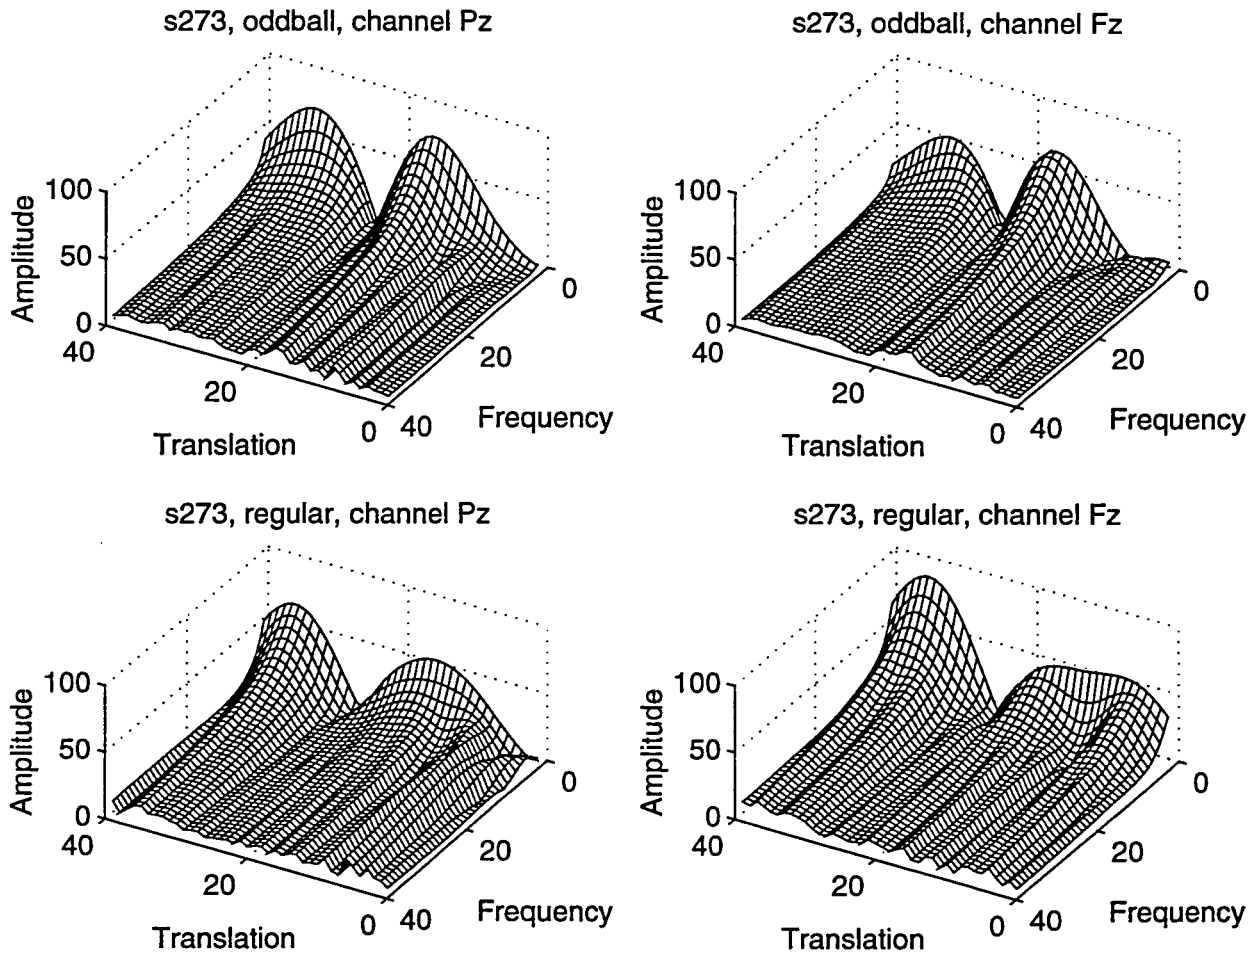 s273, oddball, channel Pz
Amplitude
100
50
0
40
20
0
Translation
0
20
40
Frequency
s273, oddball, channel Fz
Amplitude
100
50
0
40
20
0
Translation
0
20
40
Frequency
s273, regular, channel Pz
Amplitude
100
50
0
40
20
0
Translation
0
20
40
Frequency
s273, regular, channel Fz
Amplitude
100
50
0
40
20
0
Translation
0
20
40
Frequency